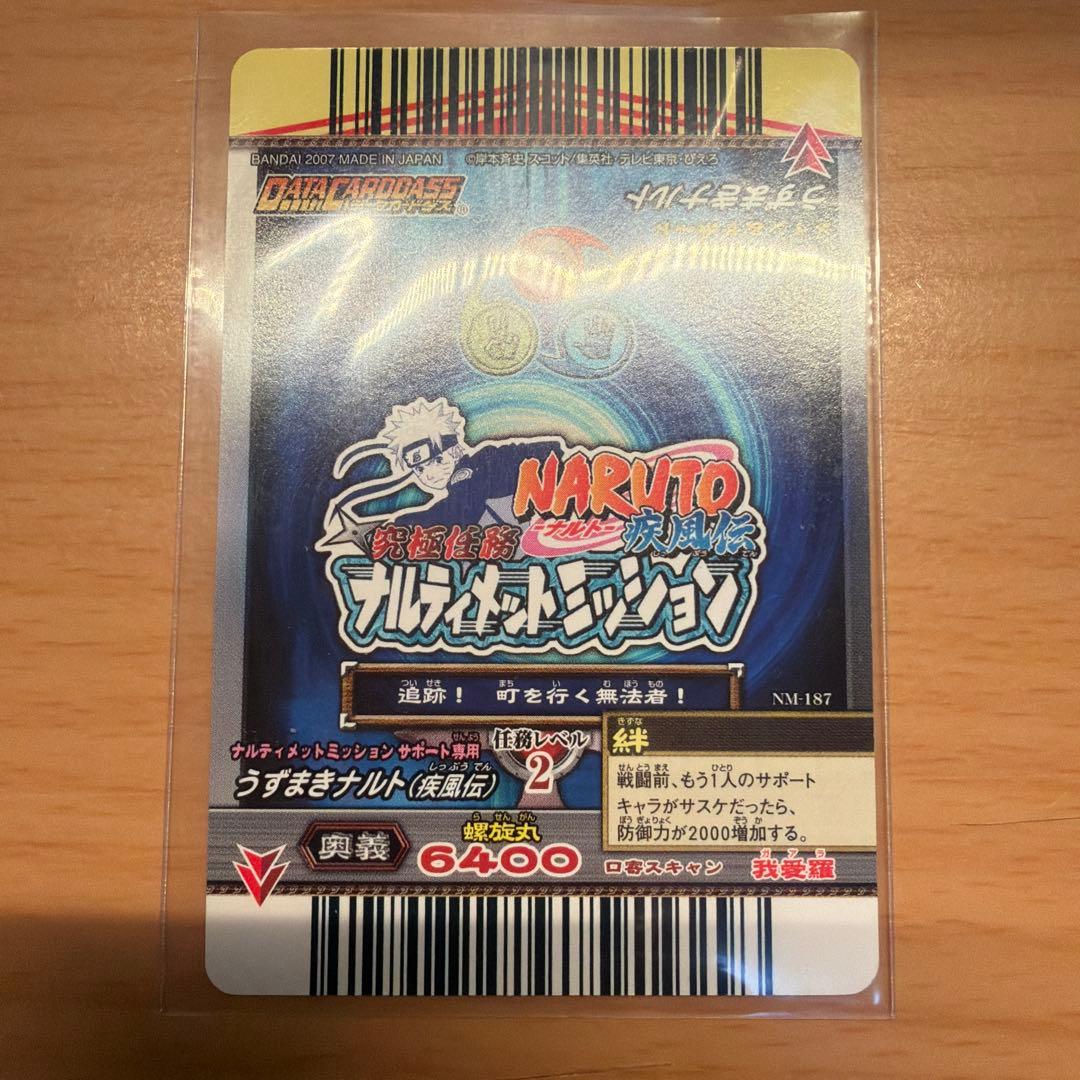 BANDAI 2007 MADE IN JAPAN ©岸本斉史 スコット/集英社・テレビ東京・ぴえろ
DATA CARDDASS
うずまきナルト
NARUTO
-ナルト-
疾風伝
究極任務
ナルティメットミッション
追跡! 町を行く無法者!
NM-187
ナルティメットミッション サポート専用
うずまきナルト(疾風伝)
任務レベル
2
絆
戦闘前、もう1人のサポート
キャラがサスケだったら、
防御力が2000増加する。
奥義
螺旋丸
6400
口寄スキャン
我愛羅